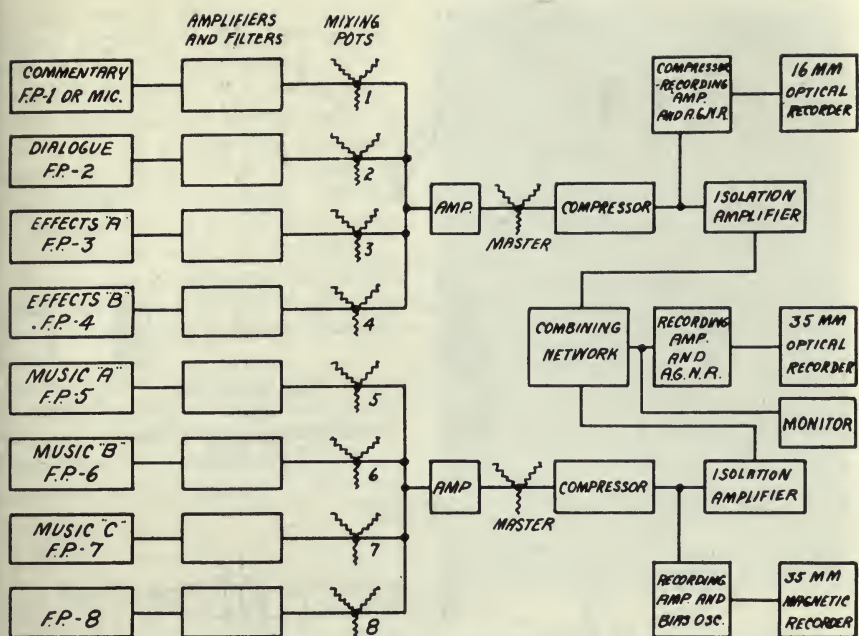 AMPLIFIERS
AND FILTERS
MIXING
POTS
COMMENTARY
F.P.-1 OR MIC.
1
DIALOGUE
F.P.-2
2
EFFECTS "A"
F.P.-3
3
EFFECTS "B"
F.P.-4
4
MUSIC "A"
F.P.-5
5
MUSIC "B"
F.P.-6
6
MUSIC "C"
F.P.-7
7
F.P.-8
8
AMP.
MASTER
COMPRESSOR
COMPRESSOR
-RECORDING
AMP.
AND A.G.N.R.
16 MM
OPTICAL
RECORDER
ISOLATION
AMPLIFIER
COMBINING
NETWORK
RECORDING
AMP.
AND
A.G.N.R.
35 MM
OPTICAL
RECORDER
MONITOR
AMP
MASTER
COMPRESSOR
ISOLATION
AMPLIFIER
RECORDING
AMP. AND
BIAS OSC.
35 MM
MAGNETIC
RECORDER